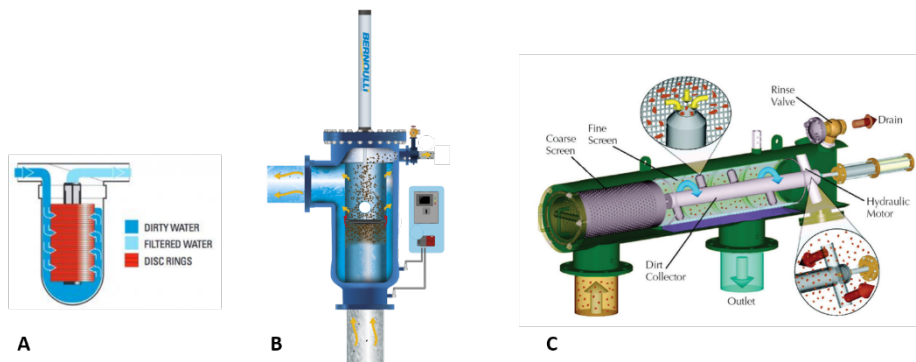 DIRTY WATER
FILTERED WATER
DISC RINGS
A
BERNOULLI
B
Coarse
Screen
Fine
Screen
Dirt
Collector
Outlet
Rinse
Valve
Drain
Hydraulic
Motor
C